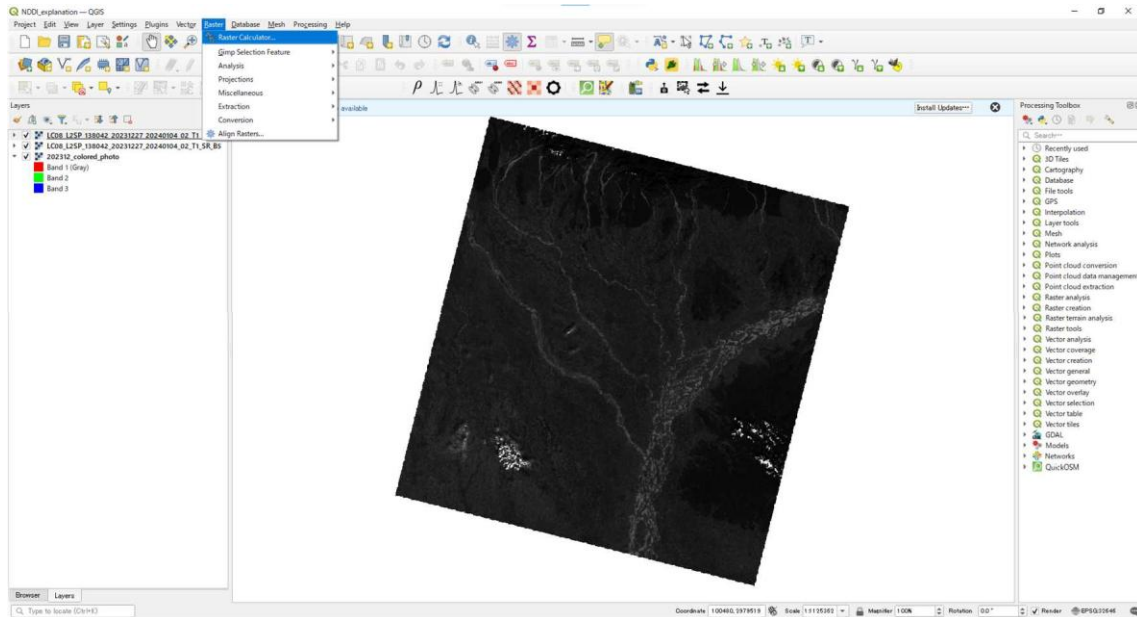 NDDI_explanation — QGIS
Project Edit View Layer Settings Plugins Vector Raster Database Mesh Processing Help
Raster Calculator...
Gimp Selection Feature
Analysis
Projections
Miscellaneous
Extraction
Conversion
Align Rasters...
available
Install Updates…
Layers
LC08_L2SP_138042_20231227_20240104_02_T1_
LC08_L2SP_138042_20231227_20240104_02_T1_SR_B5
202312_colored_photo
Band 1 (Gray)
Band 2
Band 3
Processing Toolbox
Search…
Recently used
3D Tiles
Cartography
Database
File tools
GPS
Interpolation
Layer tools
Mesh
Network analysis
Plots
Point cloud conversion
Point cloud data management
Point cloud extraction
Raster analysis
Raster creation
Raster terrain analysis
Raster tools
Vector analysis
Vector coverage
Vector creation
Vector general
Vector geometry
Vector overlay
Vector selection
Vector table
Vector tiles
GDAL
Models
Networks
QuickOSM
Browser Layers
Type to locate (Ctrl+K)
Coordinate Scale Magnifier 100% Rotation 0.0° Render